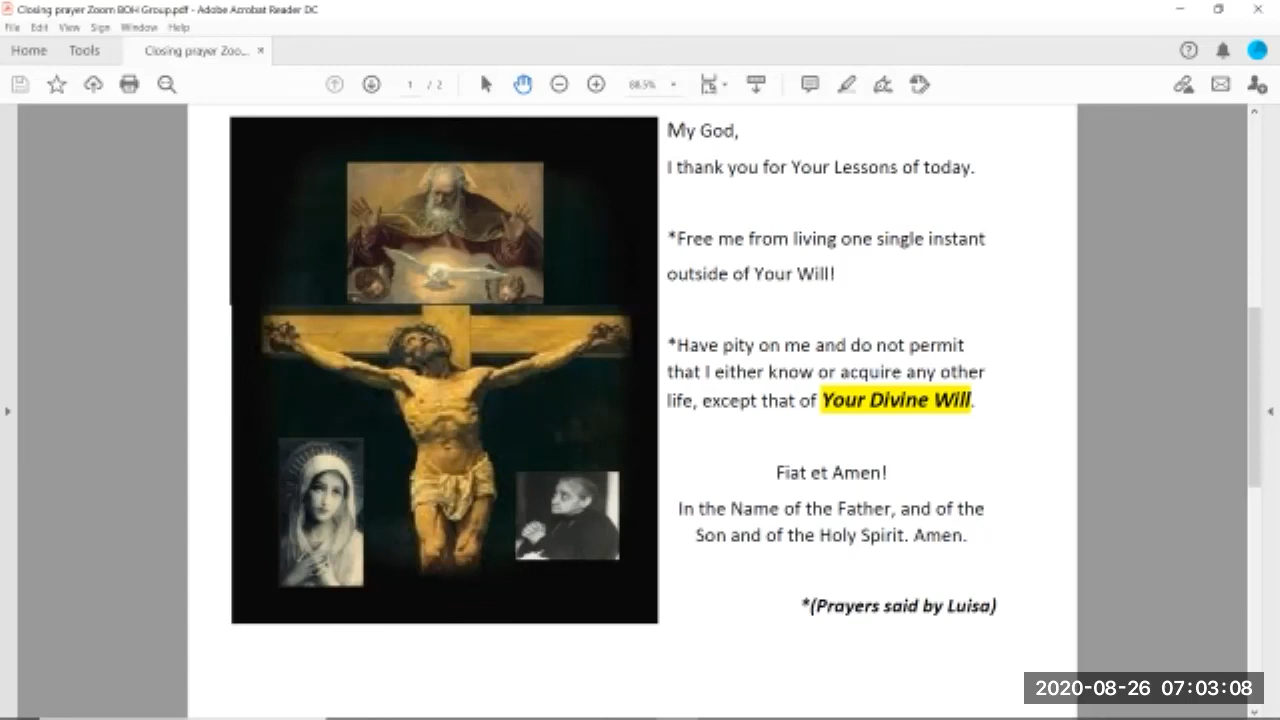 Closing prayer Zoom BOH Group.pdf - Adobe Acrobat Reader DC
File Edit View Sign Window Help
Home Tools Closing prayer Zoo... ×
1 / 2 88.5%
My God,
I thank you for Your Lessons of today.
*Free me from living one single instant
outside of Your Will!
*Have pity on me and do not permit
that I either know or acquire any other
life, except that of Your Divine Will.
Fiat et Amen!
In the Name of the Father, and of the
Son and of the Holy Spirit. Amen.
*(Prayers said by Luisa)
2020-08-26 07:03:08